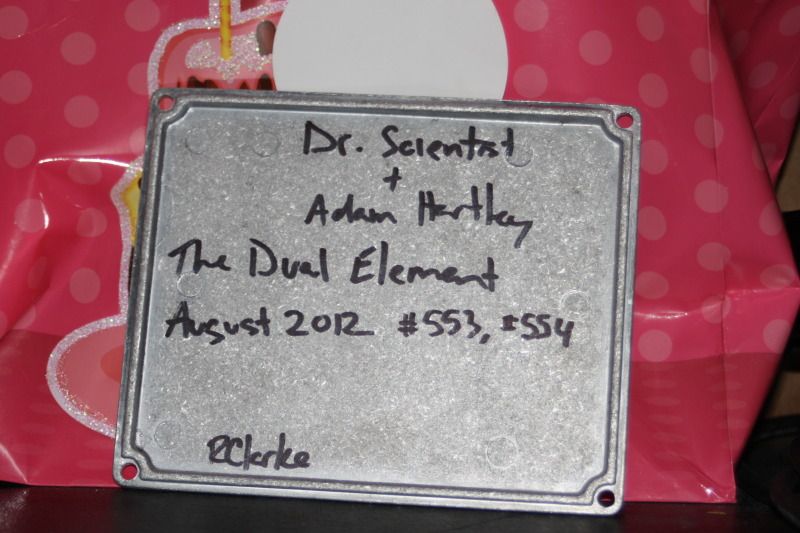 Dr. Scientist
+
Adam Hartley
The Dual Element
August 2012 #553, #554
RClarke